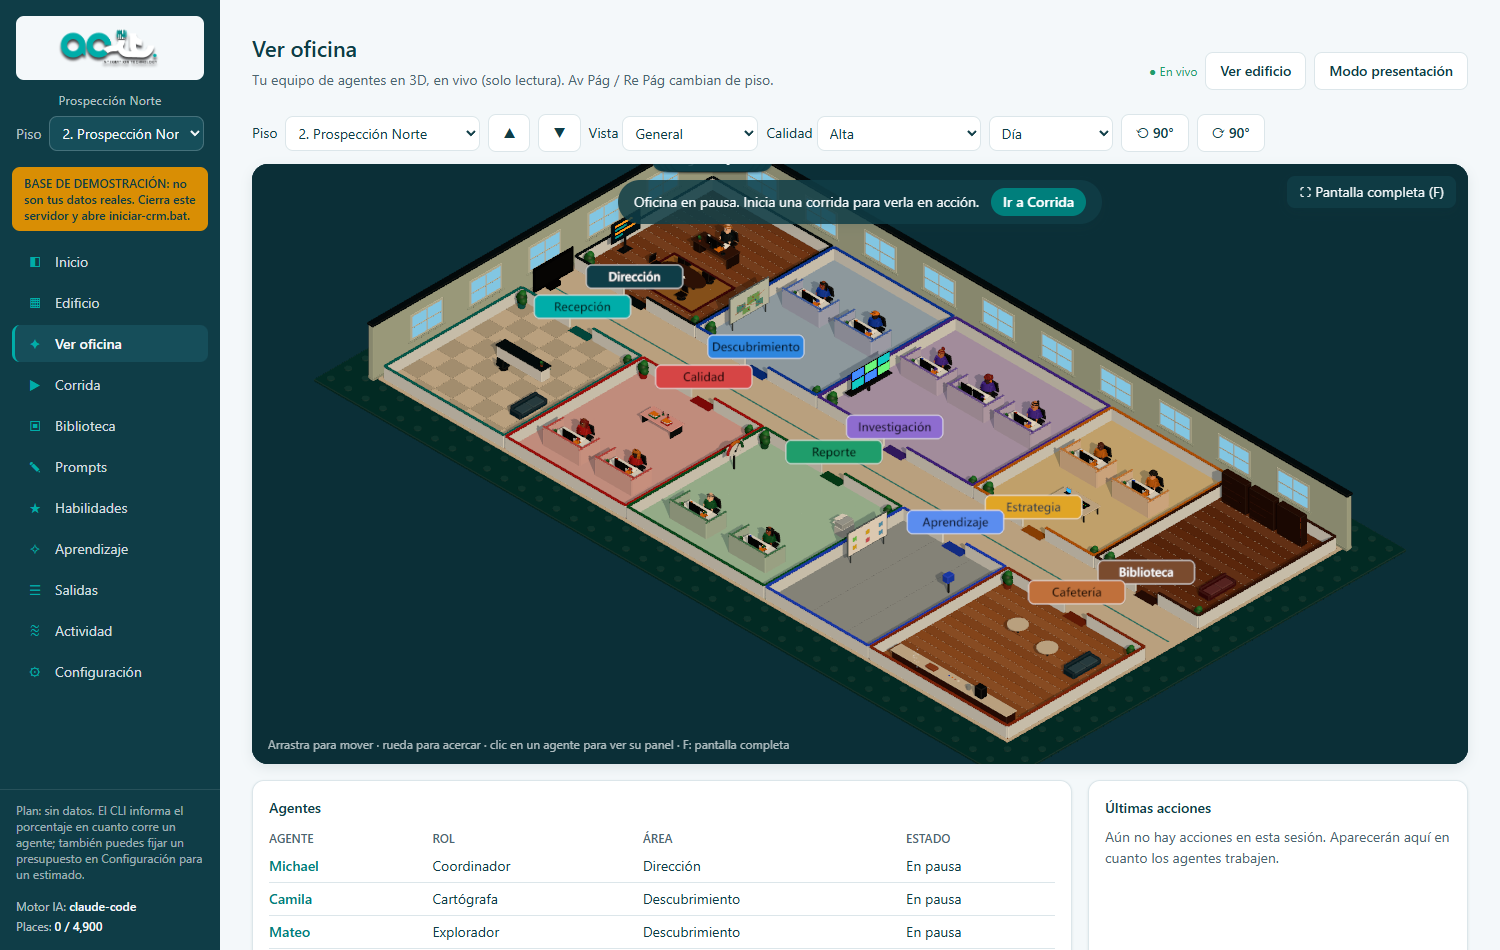 acit.
Prospección Norte
Piso
2. Prospección Nor
BASE DE DEMOSTRACIÓN: no
son tus datos reales. Cierra este
servidor y abre iniciar-crm.bat.
Inicio
Edificio
Ver oficina
Corrida
Biblioteca
Prompts
Habilidades
Aprendizaje
Salidas
Actividad
Configuración
Plan: sin datos. El CLI informa el
porcentaje en cuanto corre un
agente; también puedes fijar un
presupuesto en Configuración para
un estimado.
Motor IA: claude-code
Places: 0 / 4,900
Ver oficina
Tu equipo de agentes en 3D, en vivo (solo lectura). Av Pág / Re Pág cambian de piso.
En vivo
Ver edificio
Modo presentación
Piso
2. Prospección Norte
Vista
General
Calidad
Alta
Día
90°
90°
Oficina en pausa. Inicia una corrida para verla en acción.
Ir a Corrida
Pantalla completa (F)
Dirección
Recepción
Descubrimiento
Calidad
Investigación
Reporte
Estrategia
Aprendizaje
Biblioteca
Cafetería
Arrastra para mover · rueda para acercar · clic en un agente para ver su panel · F: pantalla completa
Agentes
AGENTE ROL ÁREA ESTADO
Michael Coordinador Dirección En pausa
Camila Cartógrafa Descubrimiento En pausa
Mateo Explorador Descubrimiento En pausa
Últimas acciones
Aún no hay acciones en esta sesión. Aparecerán aquí en
cuanto los agentes trabajen.